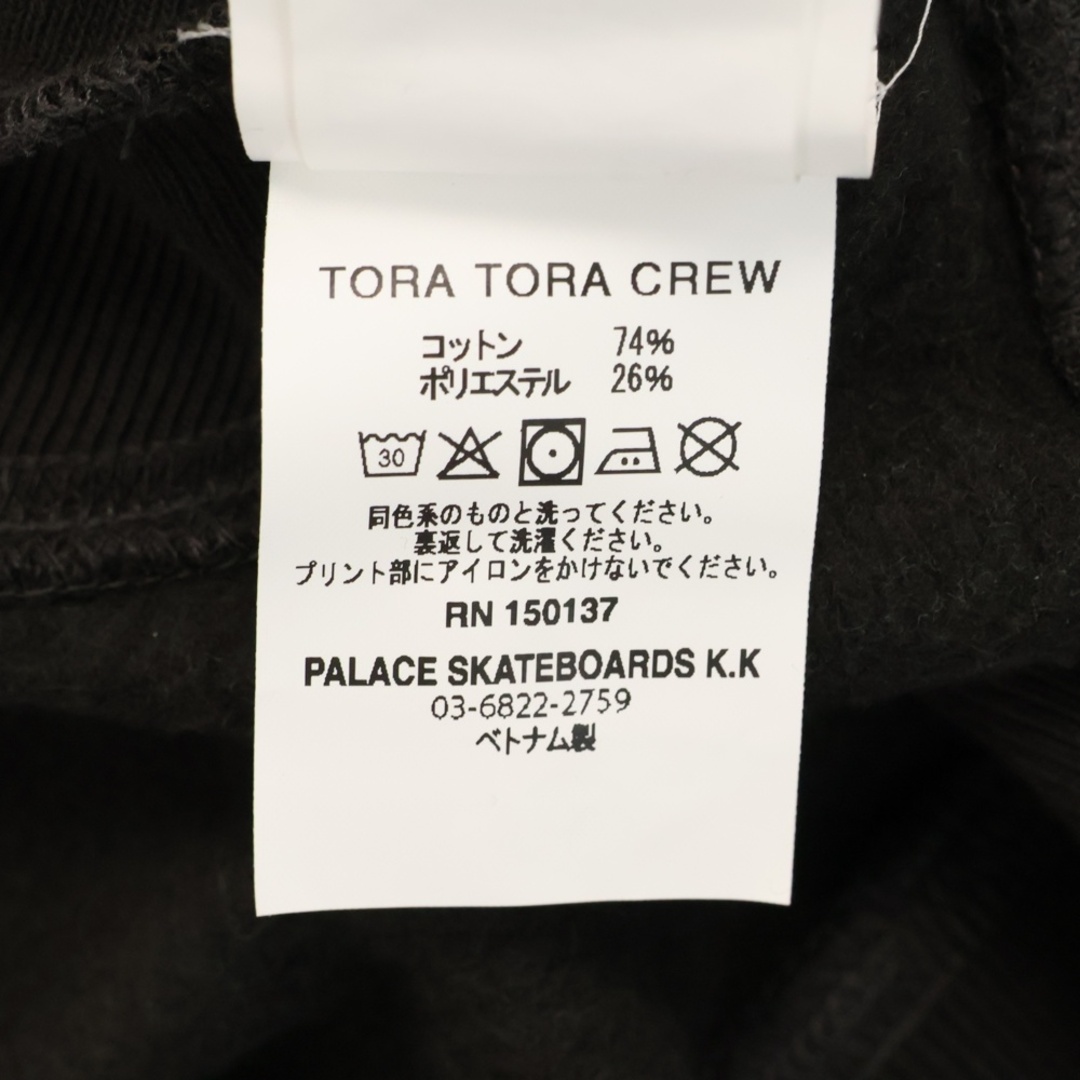 TORA TORA CREW
コットン 74%
ポリエステル 26%
30
同色系のものと洗ってください。
裏返して洗濯ください。
プリント部にアイロンをかけないでください。
RN 150137
PALACE SKATEBOARDS K.K
03-6822-2759
ベトナム製